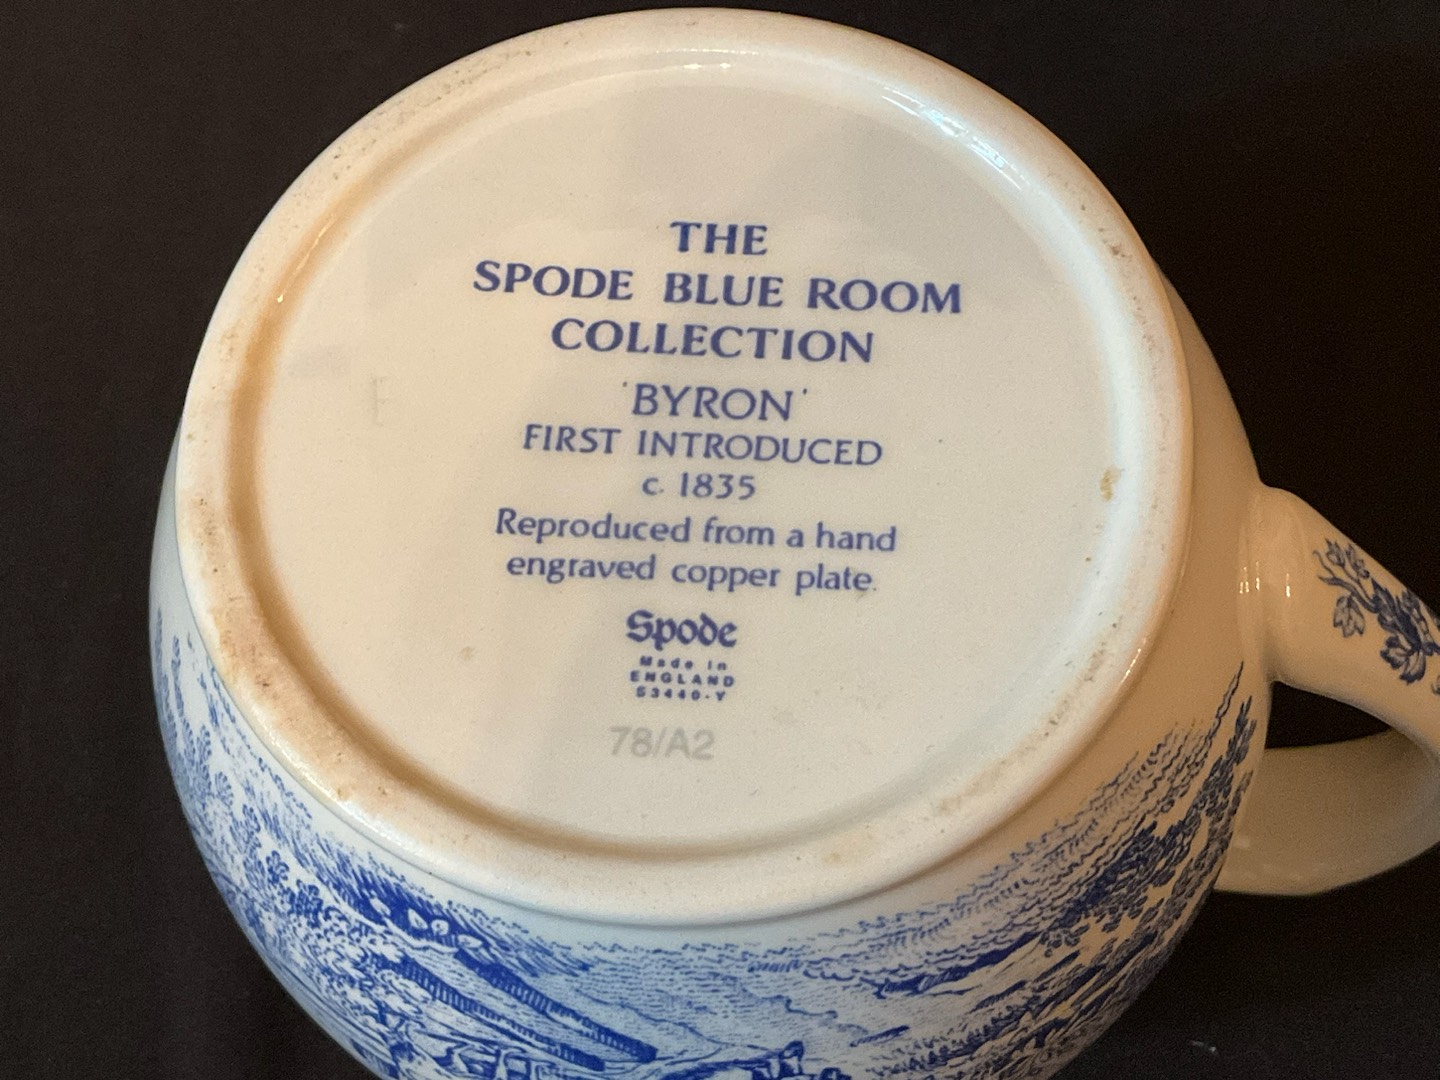 THE
SPODE BLUE ROOM
COLLECTION
'BYRON'
FIRST INTRODUCED
c. 1835
Reproduced from a hand
engraved copper plate.
Spode
Made in
ENGLAND
S3440-Y
78/A2